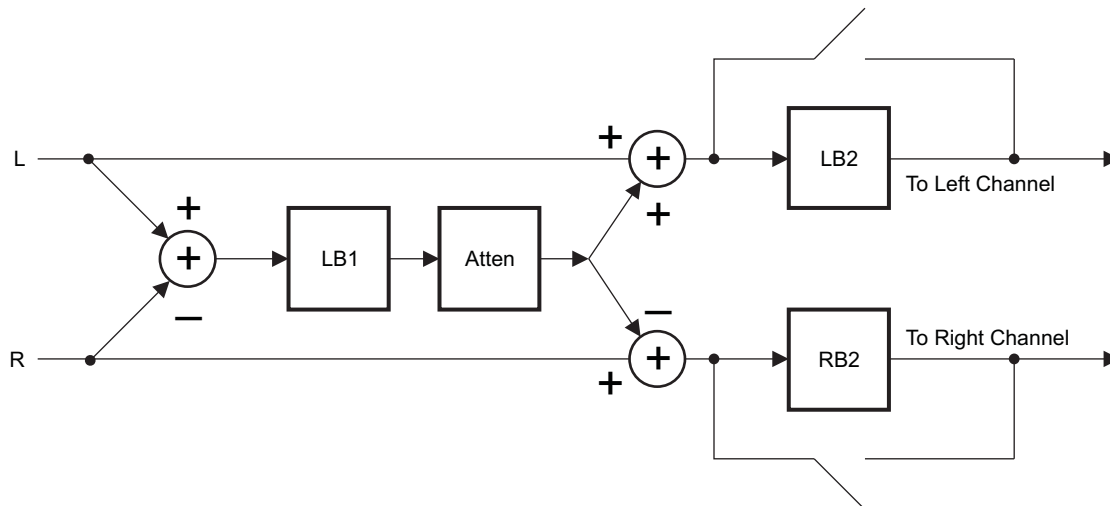 L
+
+
+
LB2
To Left Channel
+
+
+
LB1
Atten
−
−
R
+
+
RB2
To Right Channel